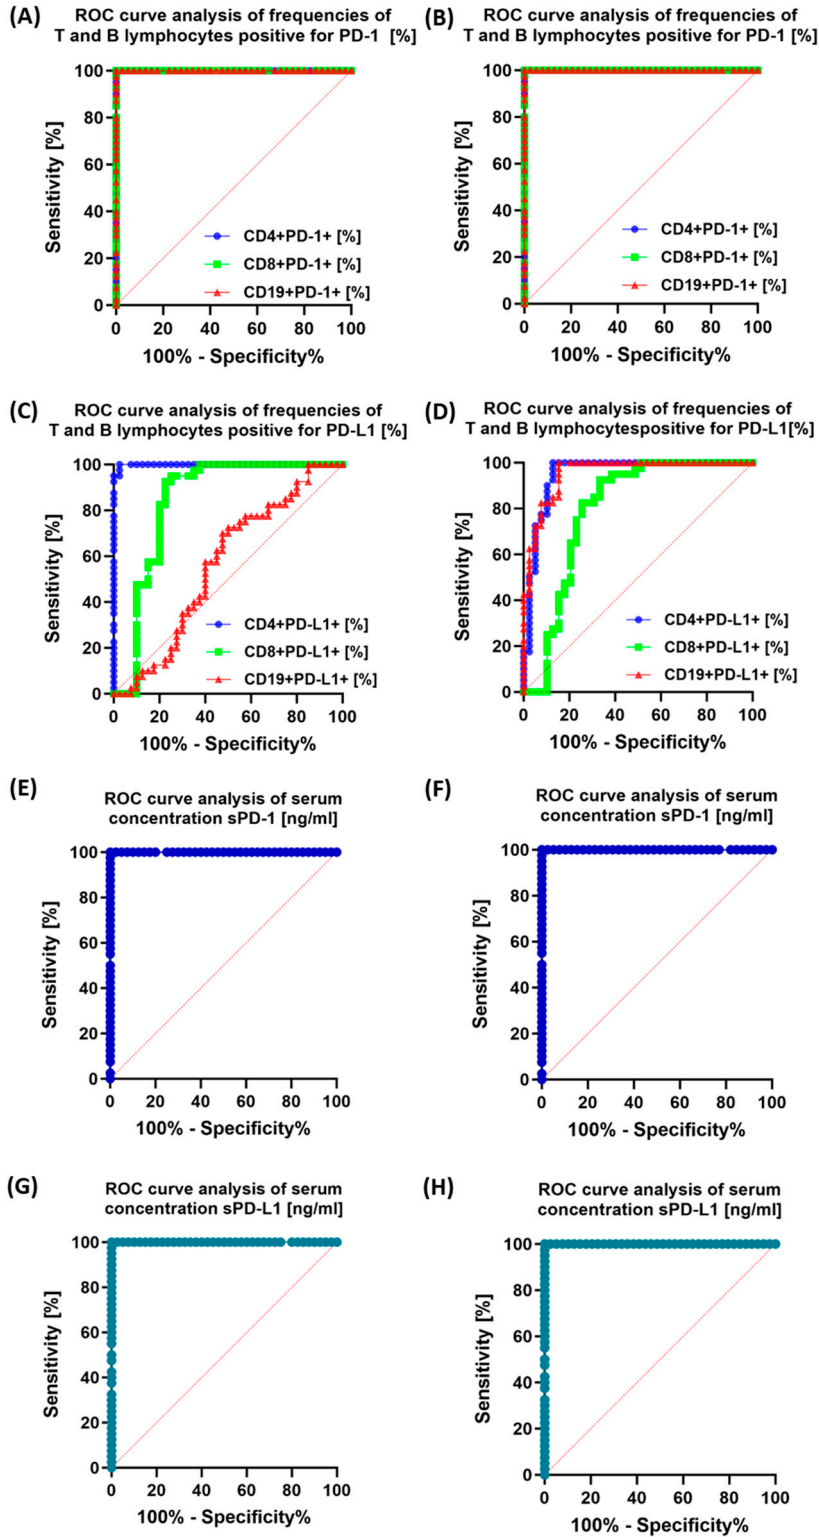 (A)
ROC curve analysis of frequencies of
T and B lymphocytes positive for PD-1 [%]
100
80
60
40
20
0
Sensitivity [%]
CD4+PD-1+ [%]
CD8+PD-1+ [%]
CD19+PD-1+ [%]
0 20 40 60 80 100
100% - Specificity%
(B)
ROC curve analysis of frequencies of
T and B lymphocytes positive for PD-1 [%]
100
80
60
40
20
0
Sensitivity [%]
CD4+PD-1+ [%]
CD8+PD-1+ [%]
CD19+PD-1+ [%]
0 20 40 60 80 100
100% - Specificity%
(C)
ROC curve analysis of frequencies of
T and B lymphocytes positive for PD-L1 [%]
100
80
60
40
20
0
Sensitivity [%]
CD4+PD-L1+ [%]
CD8+PD-L1+ [%]
CD19+PD-L1+ [%]
0 20 40 60 80 100
100% - Specificity%
(D)
ROC curve analysis of frequencies of
T and B lymphocytespositive for PD-L1[%]
100
80
60
40
20
0
Sensitivity [%]
CD4+PD-L1+ [%]
CD8+PD-L1+ [%]
CD19+PD-L1+ [%]
0 20 40 60 80 100
100% - Specificity%
(E)
ROC curve analysis of serum
concentration sPD-1 [ng/ml]
100
80
60
40
20
0
Sensitivity [%]
0 20 40 60 80 100
100% - Specificity%
(F)
ROC curve analysis of serum
concentration sPD-1 [ng/ml]
100
80
60
40
20
0
Sensitivity [%]
0 20 40 60 80 100
100% - Specificity%
(G)
ROC curve analysis of serum
concentration sPD-L1 [ng/ml]
100
80
60
40
20
0
Sensitivity [%]
0 20 40 60 80 100
100% - Specificity%
(H)
ROC curve analysis of serum
concentration sPD-L1 [ng/ml]
100
80
60
40
20
0
Sensitivity [%]
0 20 40 60 80 100
100% - Specificity%